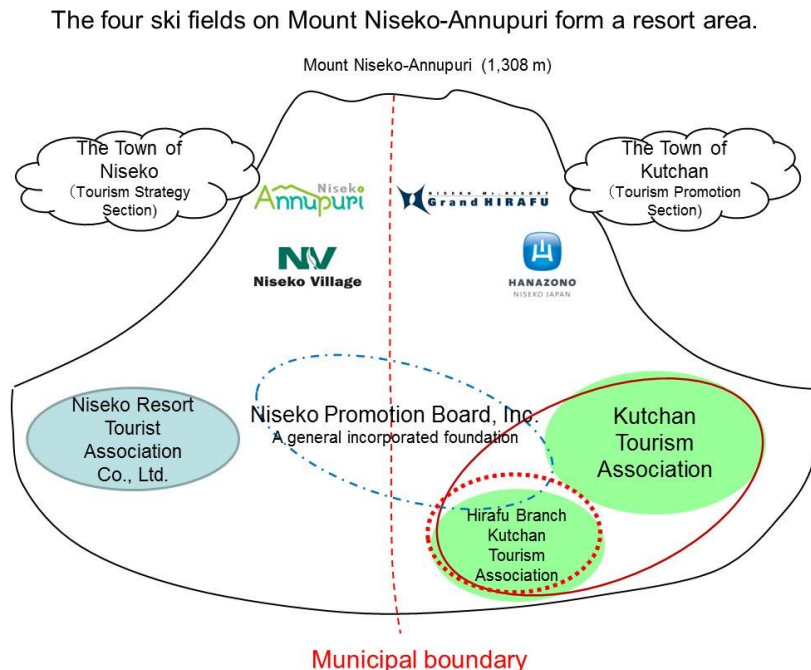 The four ski fields on Mount Niseko-Annupuri form a resort area.
Mount Niseko-Annupuri (1,308 m)
The Town of
Niseko
(Tourism Strategy
Section)
The Town of
Kutchan
(Tourism Promotion
Section)
Niseko
Annupuri
NISEKO MT. RESORT
Grand HIRAFU
NV
Niseko Village
HANAZONO
NISEKO JAPAN
Niseko Resort
Tourist
Association
Co., Ltd.
Niseko Promotion Board, Inc.
A general incorporated foundation
Kutchan
Tourism
Association
Hirafu Branch
Kutchan
Tourism
Association
Municipal boundary